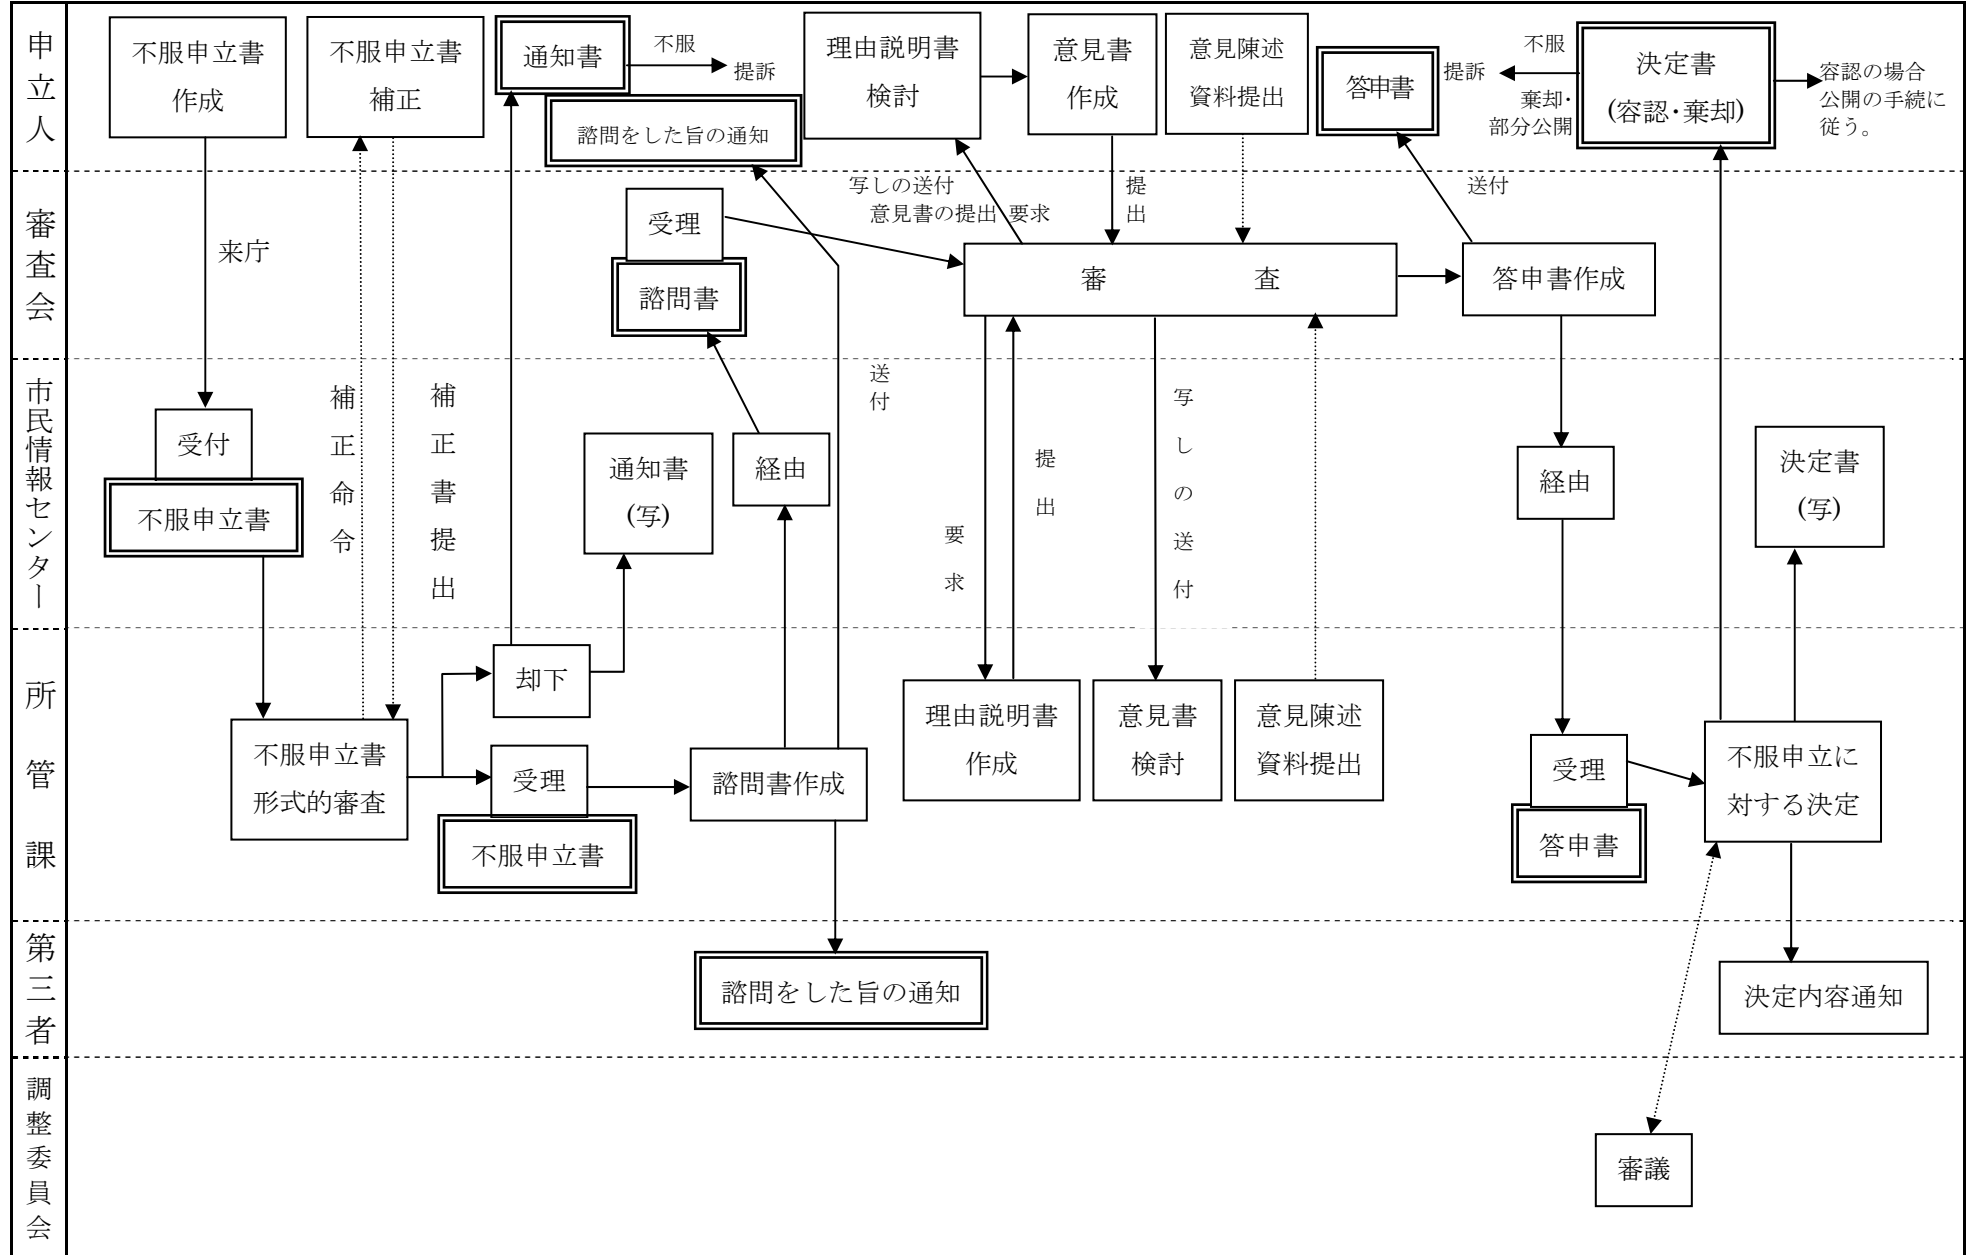 申立人
不服申立書
作成
不服申立書
補正
通知書
不服
提訴
諮問をした旨の通知
理由説明書
検討
意見書
作成
意見陳述
資料提出
答申書
提訴
不服
棄却・
部分公開
決定書
(容認・棄却)
容認の場合
公開の手続に
従う。
審査会
来庁
受理
諮問書
写しの送付
意見書の提出 要求
提出
送付
審査
答申書作成
市民情報センター
受付
不服申立書
補正命令
補正書提出
通知書
(写)
経由
送付
要求
提出
写しの送付
経由
決定書
(写)
所管課
不服申立書
形式的審査
却下
受理
不服申立書
諮問書作成
理由説明書
作成
意見書
検討
意見陳述
資料提出
受理
答申書
不服申立に
対する決定
第三者
諮問をした旨の通知
決定内容通知
調整委員会
審議